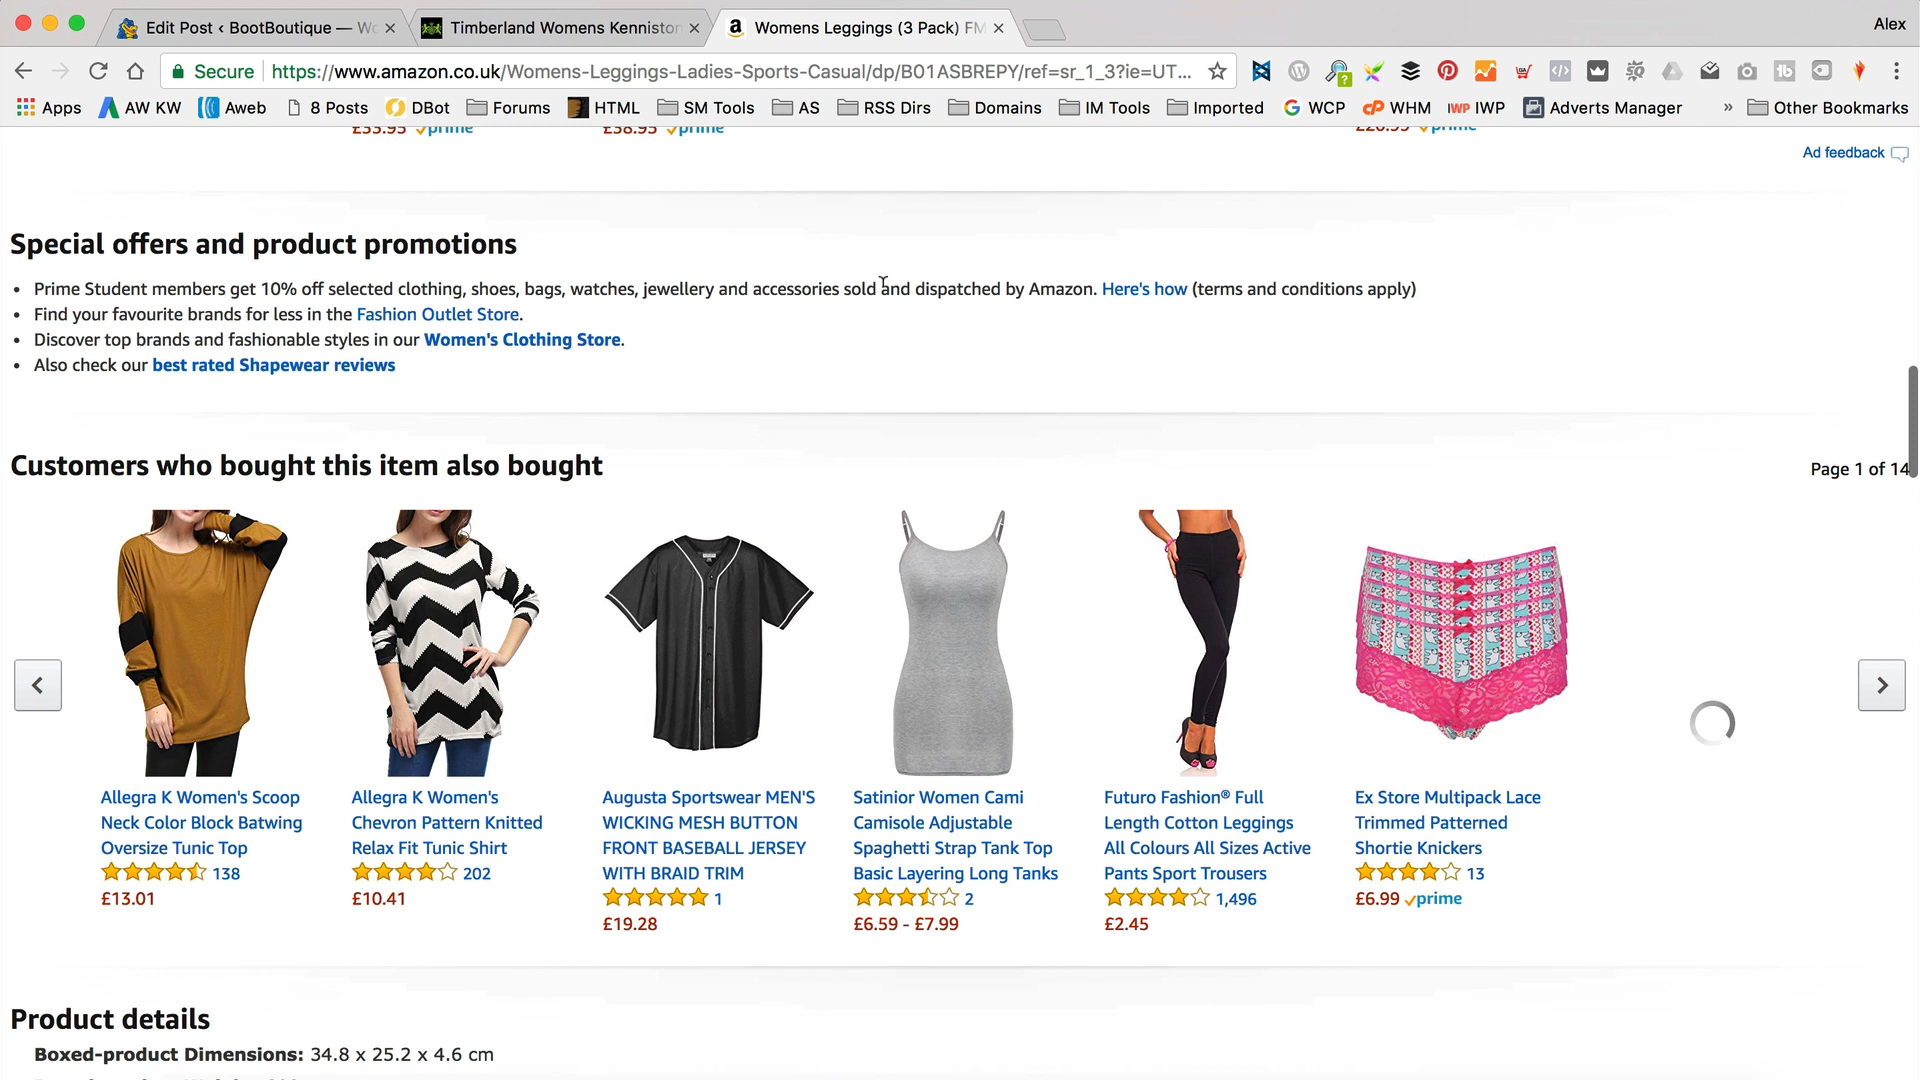 Edit Post ‹ BootBoutique — Wo
Timberland Womens Kenniston
Womens Leggings (3 Pack) FM
Alex
Secure
https://www.amazon.co.uk/Womens-Leggings-Ladies-Sports-Casual/dp/B01ASBREPY/ref=sr_1_3?ie=UT...
Apps
AW KW
Aweb
8 Posts
DBot
Forums
HTML
SM Tools
AS
RSS Dirs
Domains
IM Tools
Imported
WCP
WHM
IWP IWP
Adverts Manager
»
Other Bookmarks
£53.95 prime
£38.95 prime
prime
Ad feedback
Special offers and product promotions
• Prime Student members get 10% off selected clothing, shoes, bags, watches, jewellery and accessories sold and dispatched by Amazon. Here's how (terms and conditions apply)
• Find your favourite brands for less in the Fashion Outlet Store.
• Discover top brands and fashionable styles in our Women's Clothing Store.
• Also check our best rated Shapewear reviews
Customers who bought this item also bought
Page 1 of 14
Allegra K Women's Scoop
Neck Color Block Batwing
Oversize Tunic Top
138
£13.01
Allegra K Women's
Chevron Pattern Knitted
Relax Fit Tunic Shirt
202
£10.41
Augusta Sportswear MEN'S
WICKING MESH BUTTON
FRONT BASEBALL JERSEY
WITH BRAID TRIM
1
£19.28
Satinior Women Cami
Camisole Adjustable
Spaghetti Strap Tank Top
Basic Layering Long Tanks
2
£6.59 - £7.99
Futuro Fashion® Full
Length Cotton Leggings
All Colours All Sizes Active
Pants Sport Trousers
1,496
£2.45
Ex Store Multipack Lace
Trimmed Patterned
Shortie Knickers
13
£6.99 prime
Product details
Boxed-product Dimensions: 34.8 x 25.2 x 4.6 cm